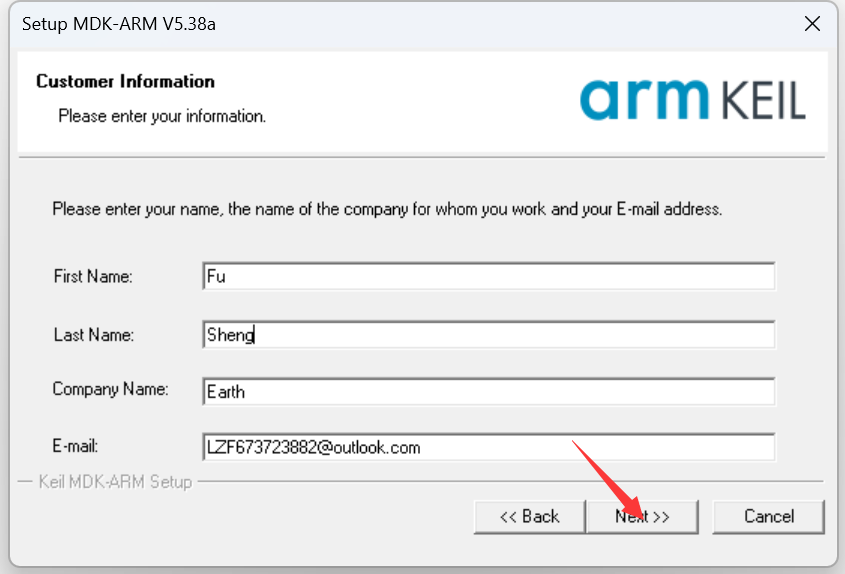 Setup MDK-ARM V5.38a
Customer Information
Please enter your information.
arm KEIL
Please enter your name, the name of the company for whom you work and your E-mail address.
First Name: Fu
Last Name: Sheng
Company Name: Earth
E-mail: LZF673723882@outlook.com
Keil MDK-ARM Setup
<< Back Next >> Cancel